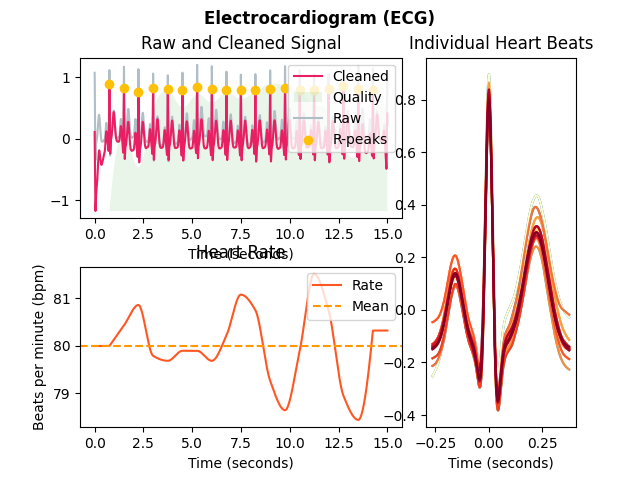 Electrocardiogram (ECG)
Raw and Cleaned Signal
1
0
−1
Cleaned
Quality
Raw
R-peaks
0.0 2.5 5.0 7.5 10.0 12.5 15.0
Time (seconds)
Heart Rate
Beats per minute (bpm)
81
80
79
Rate
Mean
0.0 2.5 5.0 7.5 10.0 12.5 15.0
Time (seconds)
Individual Heart Beats
0.8
0.6
0.4
0.2
0.0
−0.2
−0.4
−0.25 0.00 0.25
Time (seconds)